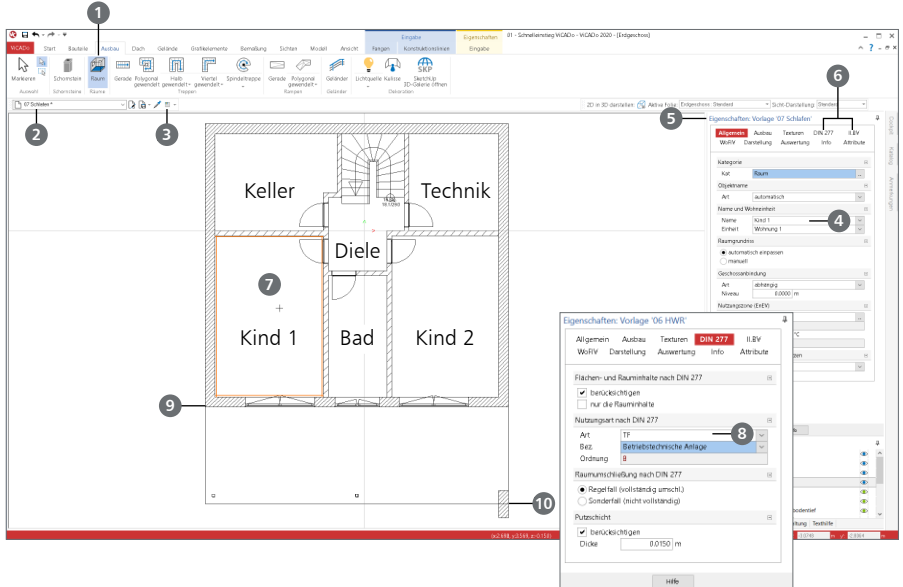 1
Eingabe
Eigenschaften
01 - Schnelleinstieg ViCADo - ViCADo 2020 - [Erdgeschoss]
ViCADo
Start
Bauteile
Ausbau
Dach
Gelände
Grafikelemente
Bemaßung
Sichten
Modell
Ansicht
Fangen
Konstruktionslinien
Eingabe
Markieren
Schornstein
Raum
Gerade
Polygonal gewendelt
Halb gewendelt
Viertel gewendelt
Spindeltreppe
Gerade
Polygonal gewendelt
Geländer
Lichtquelle
Kulisse
SketchUp 3D-Galerie öffnen
Auswahl
Schornsteine
Räume
Treppen
Rampen
Geländer
07 Schlafen*
2D in 3D darstellen:
Aktive Folie:
Erdgeschoss: Standard
Sicht-Darstellung:
Standard
2
3
5
6
Eigenschaften: Vorlage '07 Schlafen'
Allgemein
Ausbau
Texturen
DIN 277
II.BV
WoFlV
Darstellung
Auswertung
Info
Attribute
Kategorie
Kat
Raum
Objektname
Art
automatisch
Name und Wohneinheit
Name
Kind 1
4
Einheit
Wohnung 1
Raumgrundriss
automatisch einpassen
manuell
Geschossanbindung
Art
abhängig
Niveau
0.0000 m
Nutzungszone (EnEV)
°C
Katalog
Anmerkungen
Keller
Technik
Diele
7
Kind 1
Bad
Kind 2
9
10
Eigenschaften: Vorlage '06 HWR'
Allgemein
Ausbau
Texturen
DIN 277
II.BV
WoFlV
Darstellung
Auswertung
Info
Attribute
Flächen- und Rauminhalte nach DIN 277
berücksichtigen
nur die Rauminhalte
Nutzungsart nach DIN 277
Art
TF
8
Bez.
Betriebstechnische Anlage
Ordnung
8
Raumumschließung nach DIN 277
Regelfall (vollständig umschl.)
Sonderfall (nicht vollständig)
Putzschicht
berücksichtigen
Dicke
0.0150 m
Hilfe
bodentief
Texthilfe